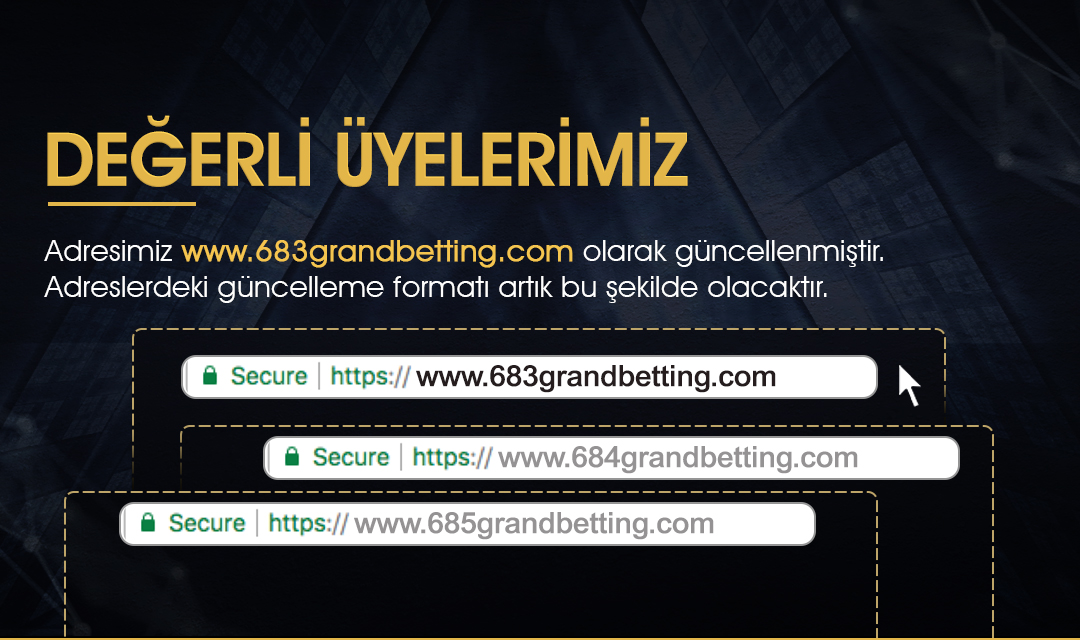 DEĞERLİ ÜYELERİMİZ
Adresimiz www.683grandbetting.com olarak güncellenmiştir.
Adreslerdeki güncelleme formatı artık bu şekilde olacaktır.
Secure | https:// www.683grandbetting.com
Secure | https:// www.684grandbetting.com
Secure | https:// www.685grandbetting.com